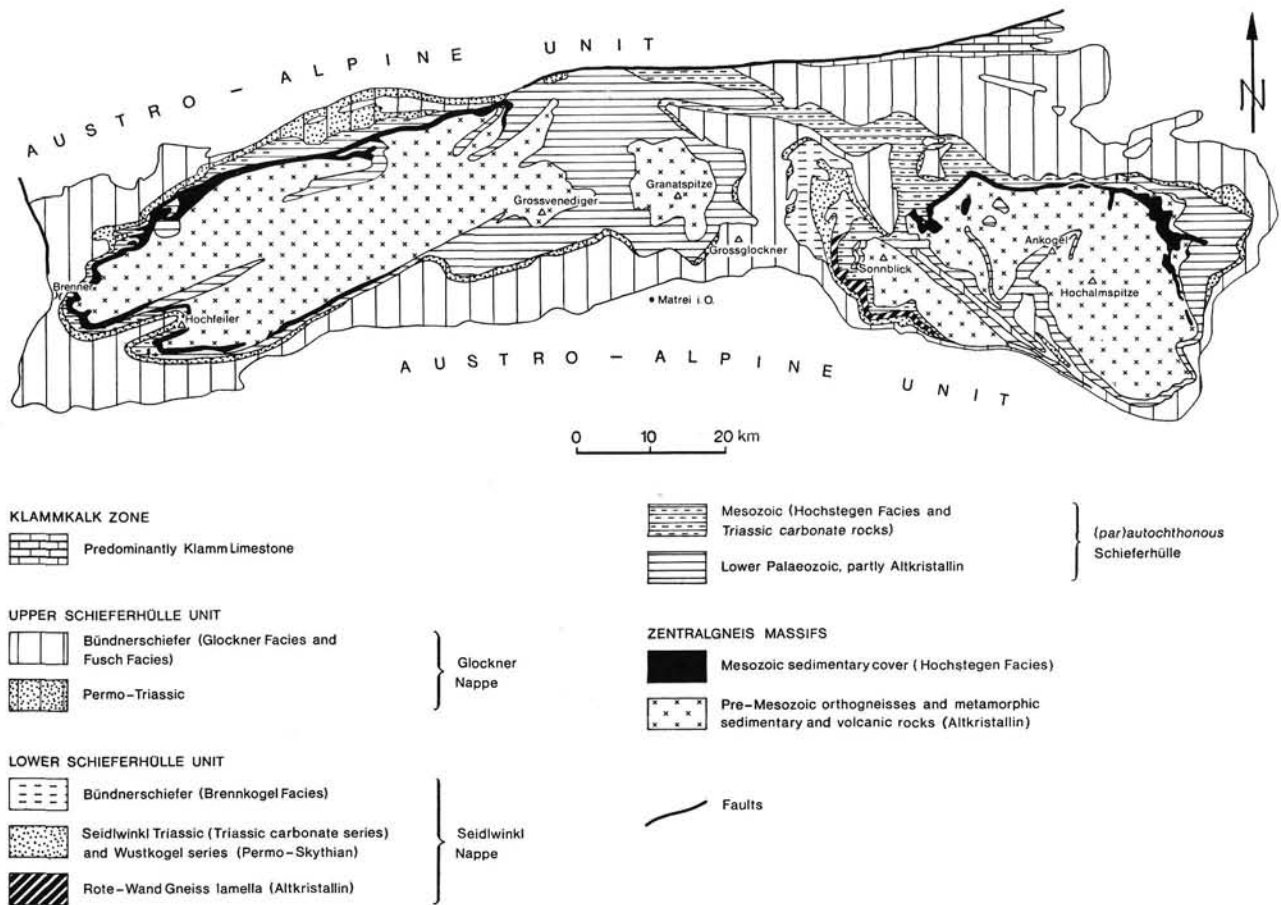 AUSTRO-ALPINE UNIT
N
Granatspitze
Grossvenediger
Grossglockner
Sonnblick
Ankogel
Hochalmspitze
Brenner
Hochfeiler
Matrei i.O.
AUSTRO-ALPINE UNIT
0 10 20 km
KLAMMKALK ZONE
Predominantly Klamm Limestone
UPPER SCHIEFERHÜLLE UNIT
Bündnerschiefer (Glockner Facies and
Fusch Facies)
Permo-Triassic
Glockner
Nappe
LOWER SCHIEFERHÜLLE UNIT
Bündnerschiefer (Brennkogel Facies)
Seidlwinkl Triassic (Triassic carbonate series)
and Wustkogel series (Permo-Skythian)
Rote-Wand Gneiss lamella (Altkristallin)
Seidlwinkl
Nappe
Mesozoic (Hochstegen Facies and
Triassic carbonate rocks)
Lower Palaeozoic, partly Altkristallin
(par)autochthonous
Schieferhülle
ZENTRALGNEIS MASSIFS
Mesozoic sedimentary cover (Hochstegen Facies)
Pre-Mesozoic orthogneisses and metamorphic
sedimentary and volcanic rocks (Altkristallin)
Faults